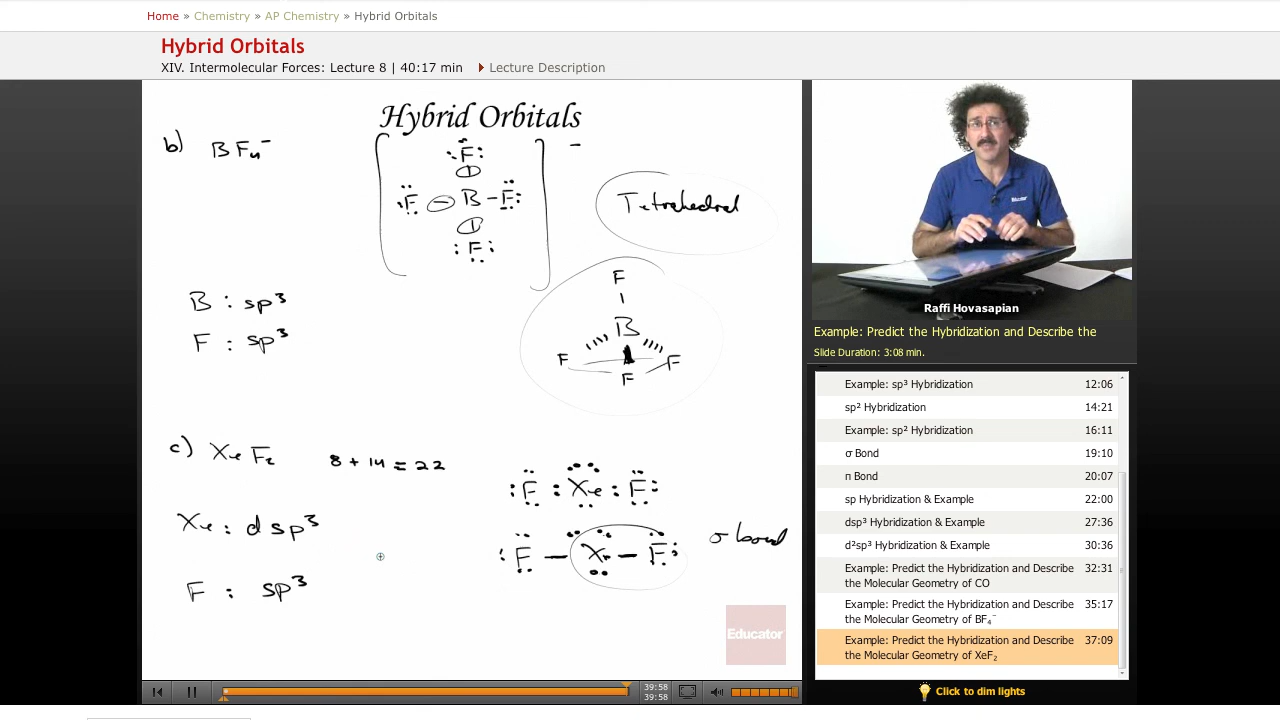 Home » Chemistry » AP Chemistry » Hybrid Orbitals
Hybrid Orbitals
XIV. Intermolecular Forces: Lecture 8 | 40:17 min
Lecture Description
Hybrid Orbitals
b) BF₄⁻
F
F – B – F
F
–
Tetrahedral
B : sp³
F : sp³
F
B
F F
F
c) XeF₂ 8 + 14 = 22
:F : Xe : F:
Xe : dsp³
:F – Xe – F: σ bond
F : sp³
Educator
Educator
Raffi Hovasapian
Example: Predict the Hybridization and Describe the
Slide Duration: 3:08 min.
Example: sp³ Hybridization 12:06
sp² Hybridization 14:21
Example: sp² Hybridization 16:11
σ Bond 19:10
π Bond 20:07
sp Hybridization & Example 22:00
dsp³ Hybridization & Example 27:36
d²sp³ Hybridization & Example 30:36
Example: Predict the Hybridization and Describe 32:31
the Molecular Geometry of CO
Example: Predict the Hybridization and Describe 35:17
the Molecular Geometry of BF₄⁻
Example: Predict the Hybridization and Describe 37:09
the Molecular Geometry of XeF₂
39:58
39:58
Click to dim lights